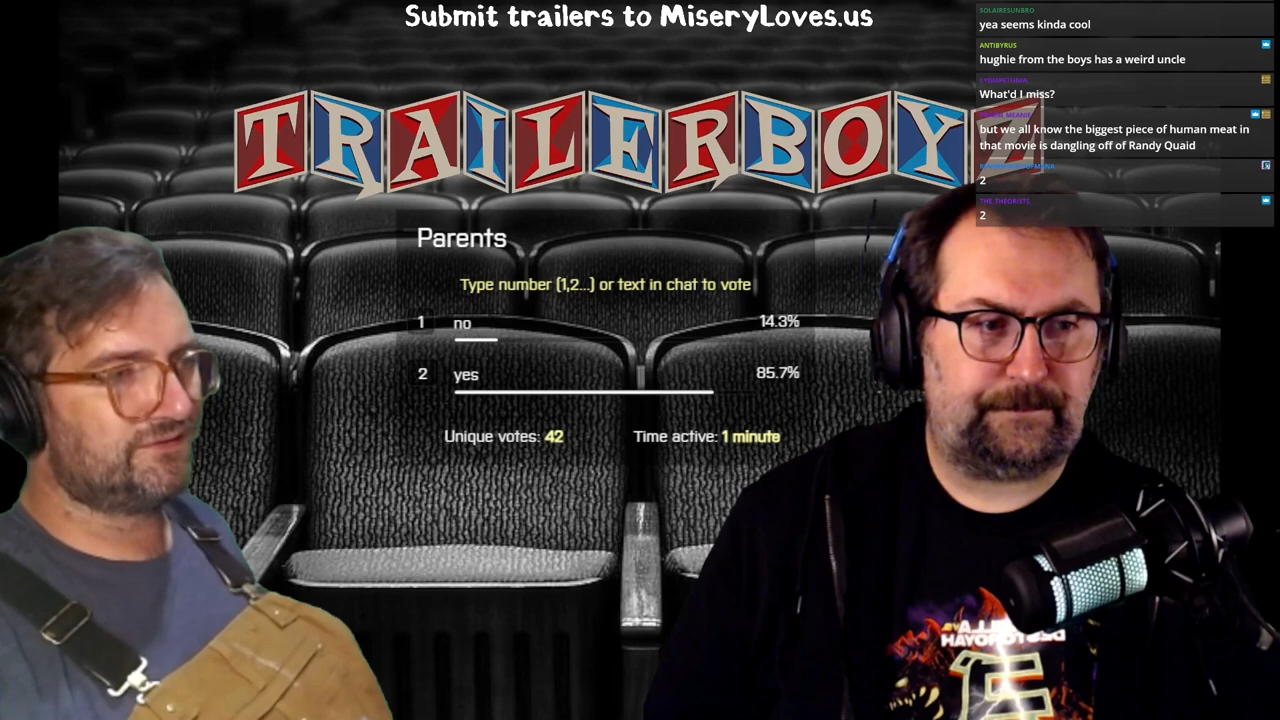 Submit trailers to MiseryLoves.us
TRAILERBOYZ
Parents
Type number (1,2...) or text in chat to vote
1 no 14.3%
2 yes 85.7%
Unique votes: 42 Time active: 1 minute
SOLAIRESUNBRO
yea seems kinda cool
ANTIBYRUS
hughie from the boys has a weird uncle
What'd I miss?
but we all know the biggest piece of human meat in
that movie is dangling off of Randy Quaid
2
THE_THEORISTS_
2